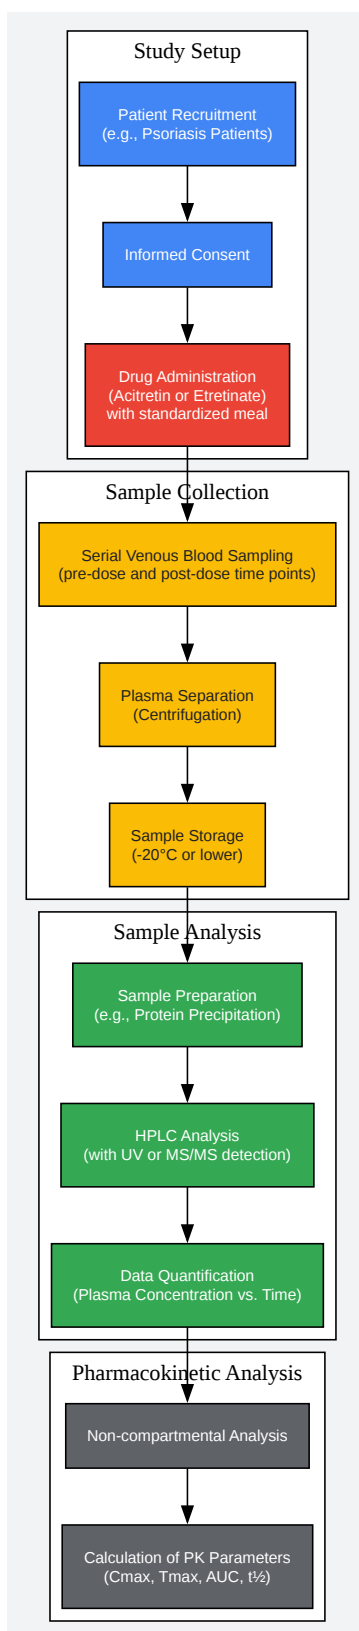 Study Setup
Patient Recruitment
(e.g., Psoriasis Patients)
Informed Consent
Drug Administration
(Acitretin or Etretinate)
with standardized meal
Sample Collection
Serial Venous Blood Sampling
(pre-dose and post-dose time points)
Plasma Separation
(Centrifugation)
Sample Storage
(-20°C or lower)
Sample Analysis
Sample Preparation
(e.g., Protein Precipitation)
HPLC Analysis
(with UV or MS/MS detection)
Data Quantification
(Plasma Concentration vs. Time)
Pharmacokinetic Analysis
Non-compartmental Analysis
Calculation of PK Parameters
(Cmax, Tmax, AUC, t½)